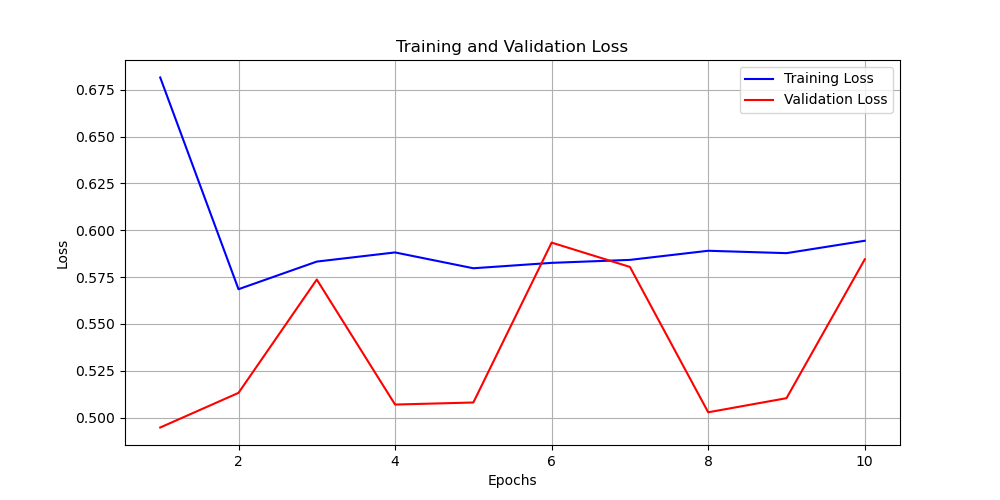 Training and Validation Loss
Training Loss
Validation Loss
0.675
0.650
0.625
0.600
0.575
0.550
0.525
0.500
Loss
2 4 6 8 10
Epochs